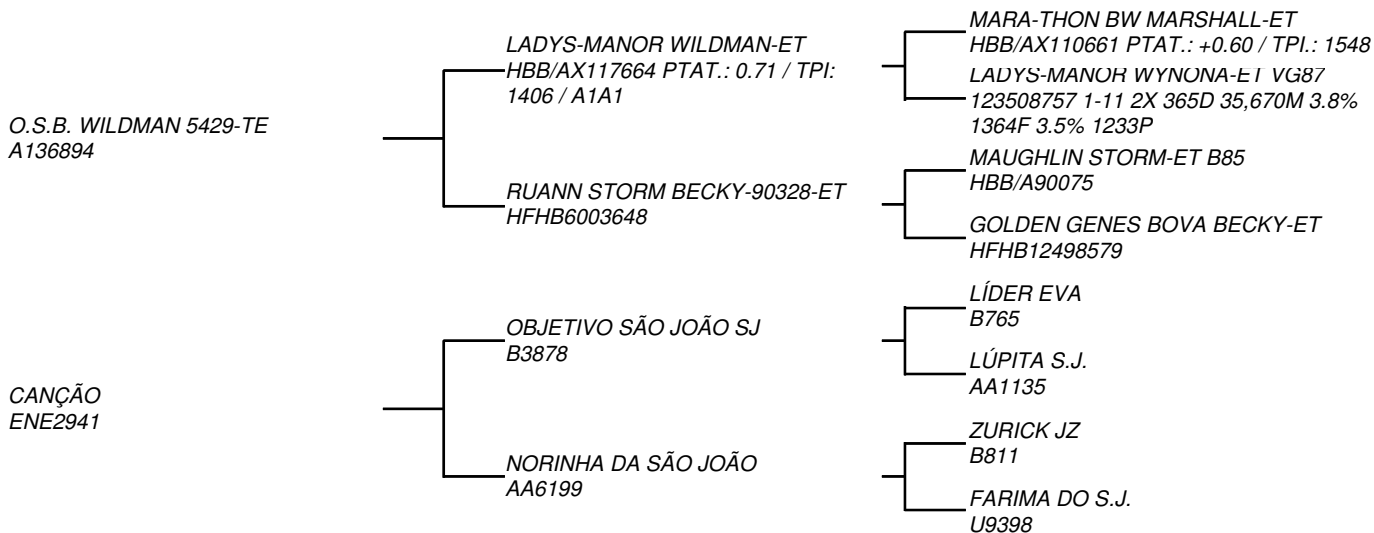 MARA-THON BW MARSHALL-ET
HBB/AX110661 PTAT.: +0.60 / TPI.: 1548
LADYS-MANOR WILDMAN-ET
HBB/AX117664 PTAT.: 0.71 / TPI:
1406 / A1A1
LADYS-MANOR WYNONA-ET VG87
123508757 1-11 2X 365D 35,670M 3.8%
1364F 3.5% 1233P
O.S.B. WILDMAN 5429-TE
A136894
MAUGHLIN STORM-ET B85
HBB/A90075
RUANN STORM BECKY-90328-ET
HFHB6003648
GOLDEN GENES BOVA BECKY-ET
HFHB12498579
LÍDER EVA
B765
OBJETIVO SÃO JOÃO SJ
B3878
LÚPITA S.J.
AA1135
CANÇÃO
ENE2941
ZURICK JZ
B811
NORINHA DA SÃO JOÃO
AA6199
FARIMA DO S.J.
U9398